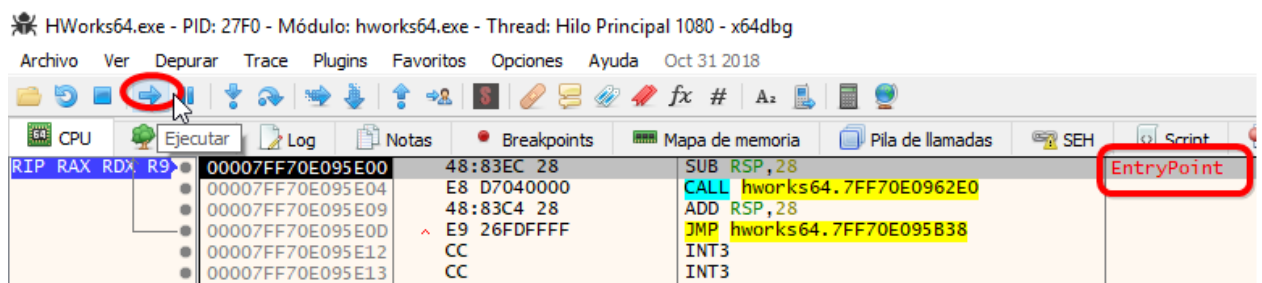 HWorks64.exe - PID: 27F0 - Módulo: hworks64.exe - Thread: Hilo Principal 1080 - x64dbg
Archivo Ver Depurar Trace Plugins Favoritos Opciones Ayuda Oct 31 2018
S fx # Az
64 CPU Log Notas Breakpoints Mapa de memoria Pila de llamadas SEH Script
Ejecutar
RIP RAX RDX R9 00007FF70E095E00 48:83EC 28 SUB RSP,28 EntryPoint
00007FF70E095E04 E8 D7040000 CALL hworks64.7FF70E0962E0
00007FF70E095E09 48:83C4 28 ADD RSP,28
00007FF70E095E0D E9 26FDFFFF JMP hworks64.7FF70E095B38
00007FF70E095E12 CC INT3
00007FF70E095E13 CC INT3